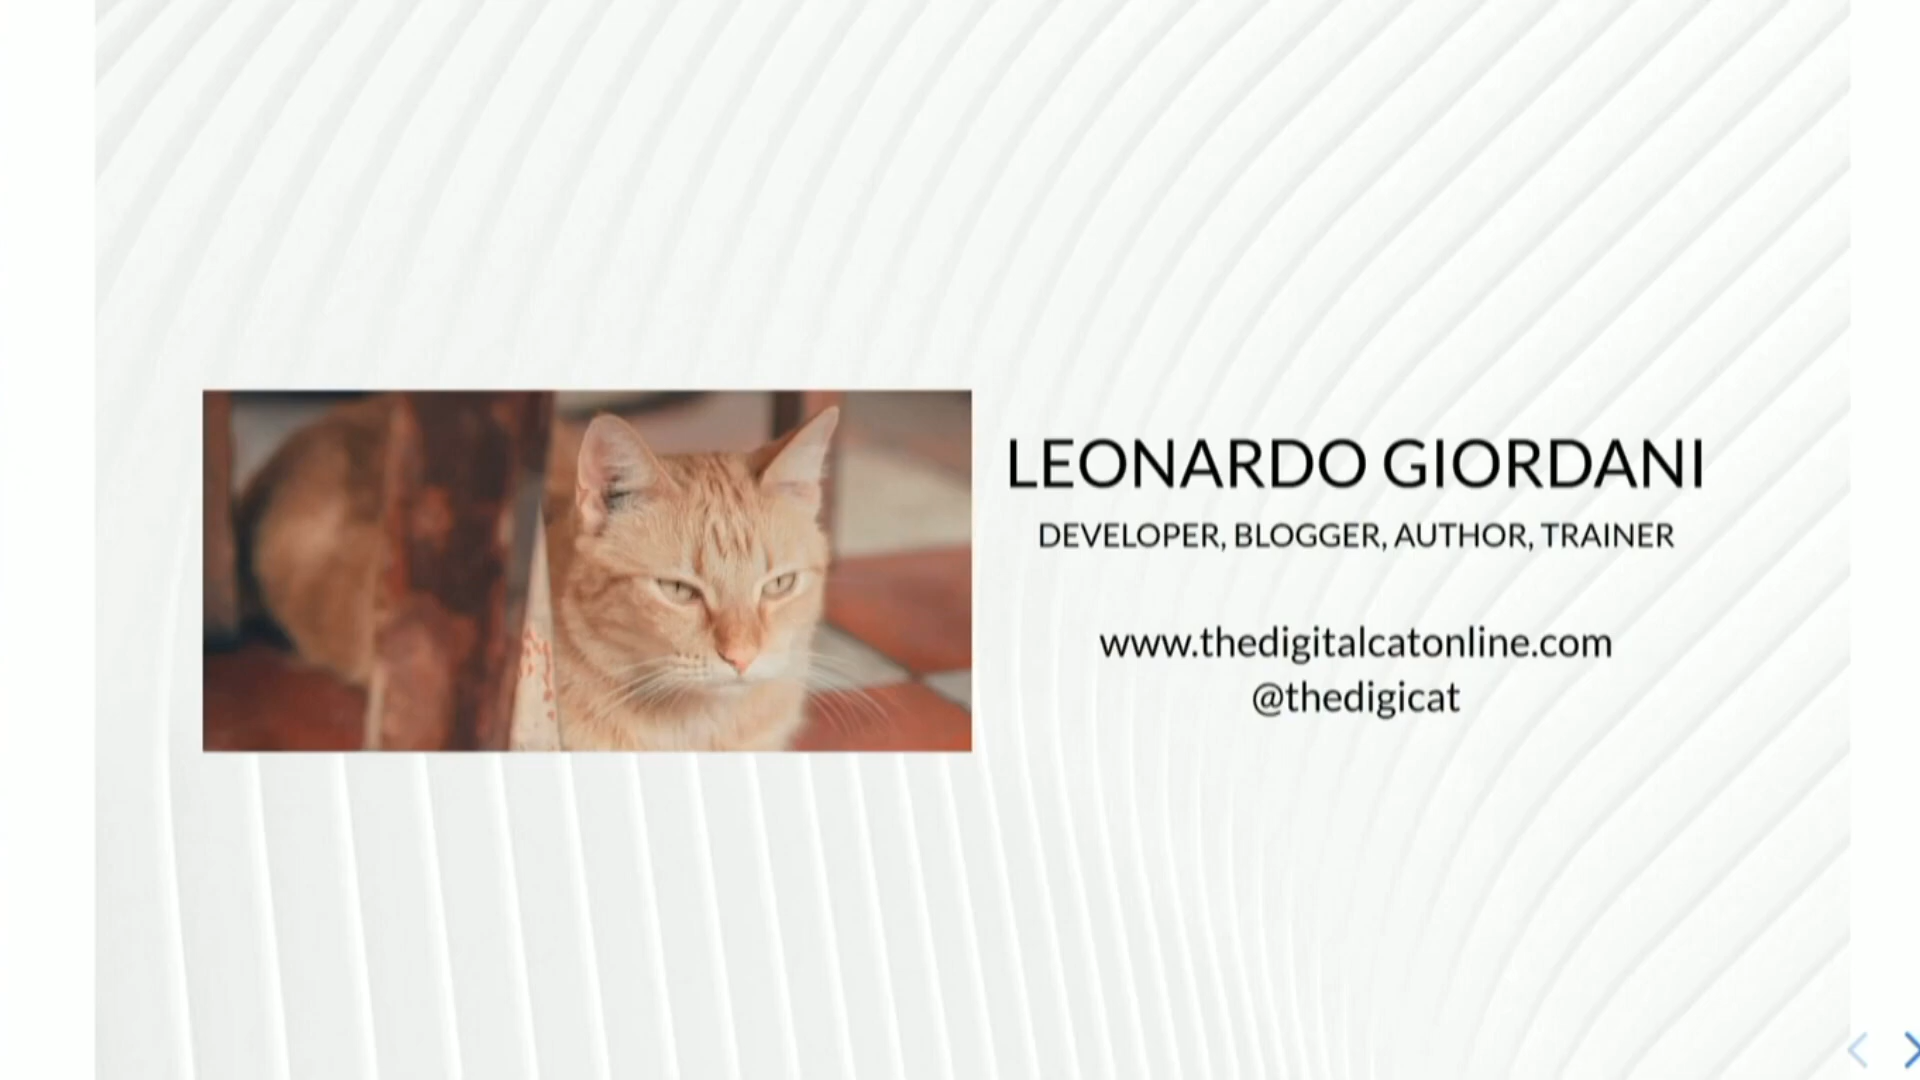 LEONARDO GIORDANI
DEVELOPER, BLOGGER, AUTHOR, TRAINER
www.thedigitalcatonline.com
@thedigicat